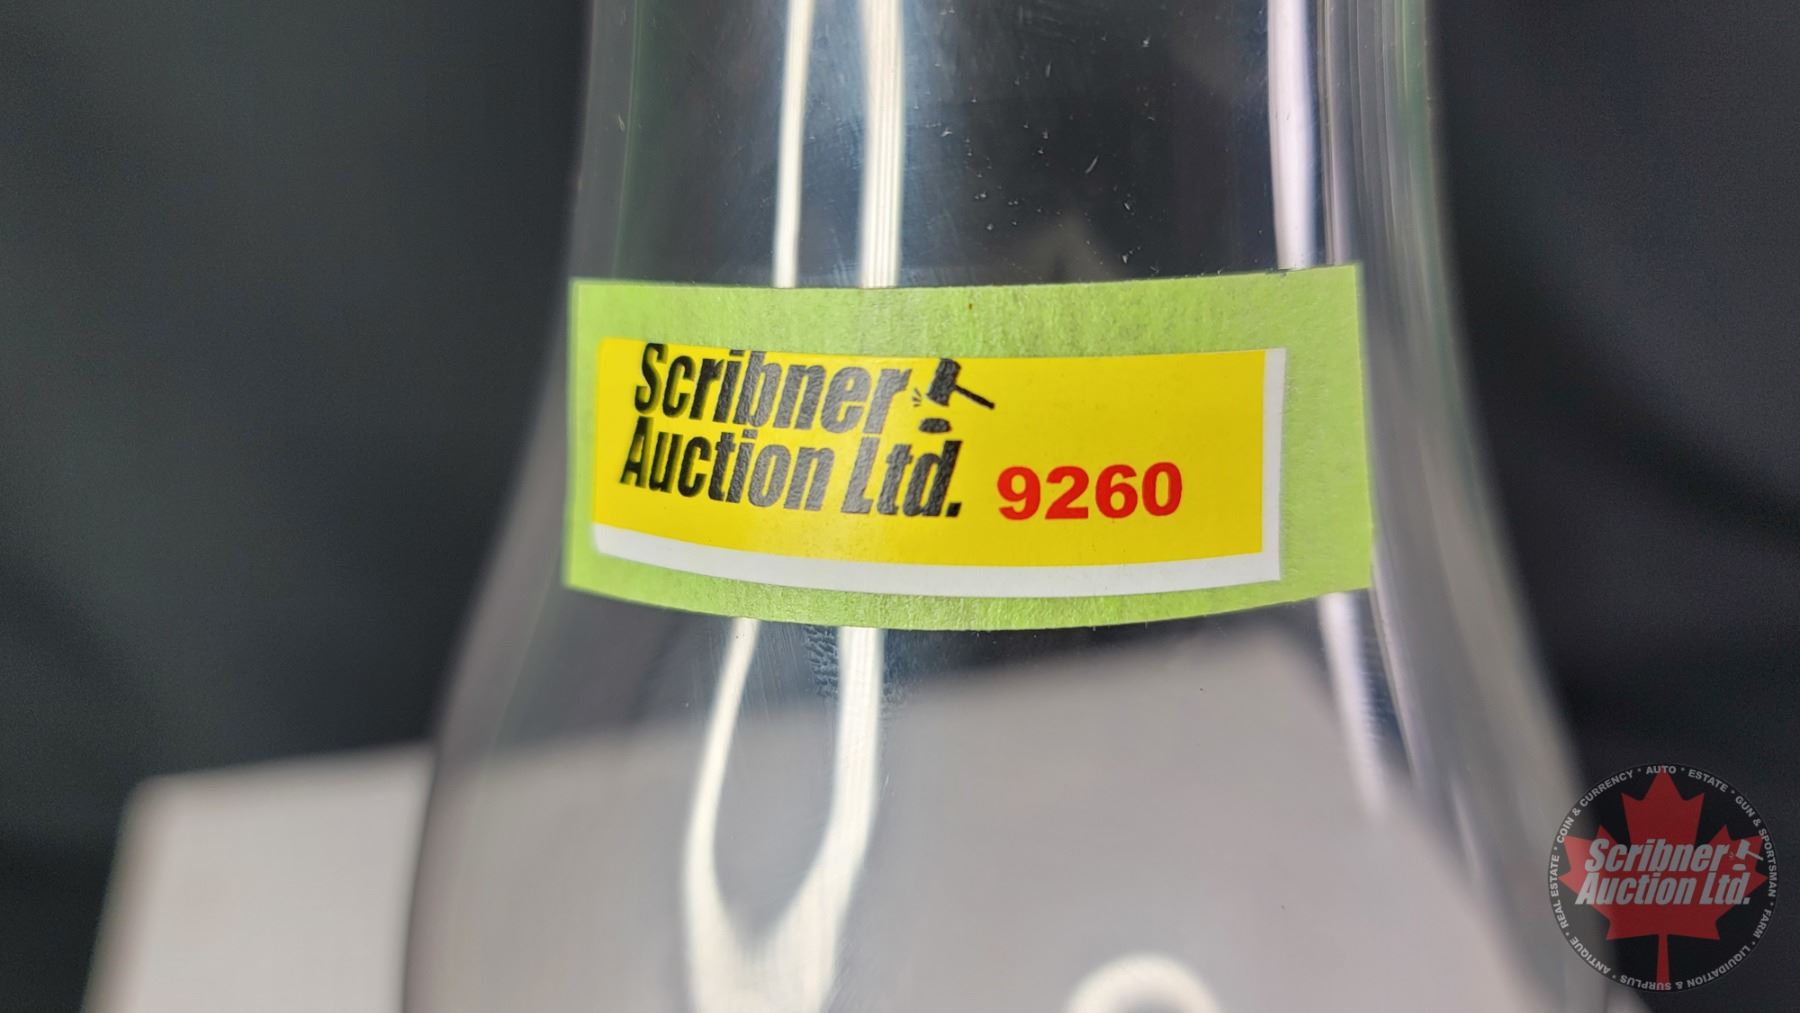 Scribner
Auction Ltd. 9260
COIN & CURRENCY * AUTO * ESTATE * GUN & SPORTSMAN * FARM * LIQUIDATION & SURPLUS * ANTIQUE * REAL ESTATE *
Scribner
Auction Ltd.